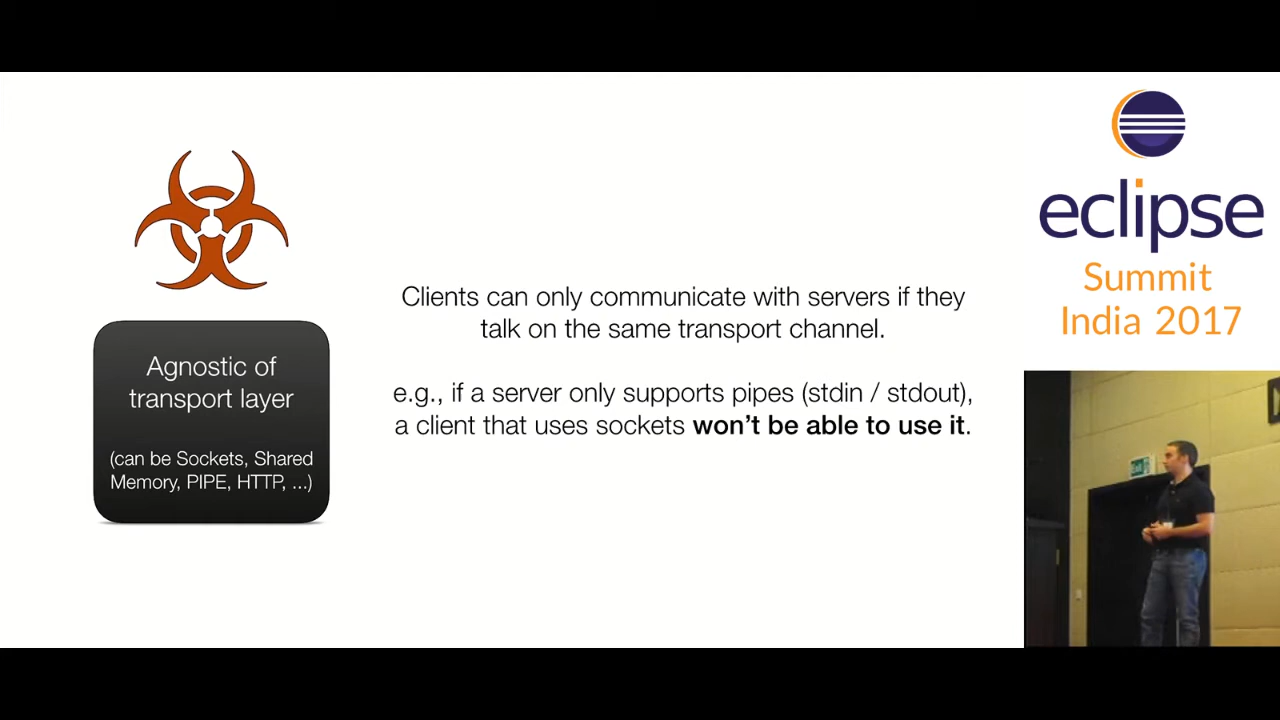 Agnostic of
transport layer
(can be Sockets, Shared
Memory, PIPE, HTTP, ...)
Clients can only communicate with servers if they
talk on the same transport channel.
e.g., if a server only supports pipes (stdin / stdout),
a client that uses sockets won't be able to use it.
eclipse
Summit
India 2017